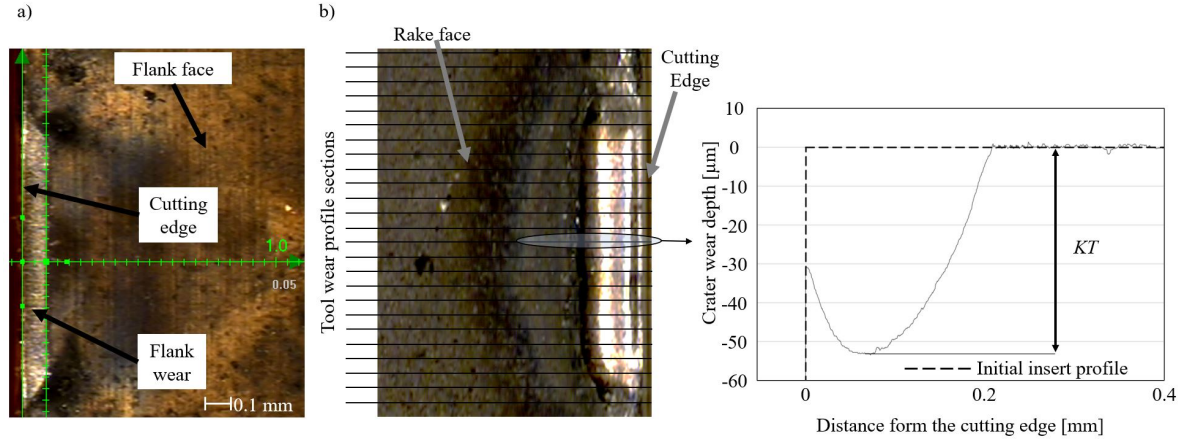 a)
Flank face
Cutting
edge
1.0
0.05
Flank
wear
0.1 mm
b)
Rake face
Cutting
Edge
Tool wear profile sections
Crater wear depth [µm]
10
0
-10
-20
-30
-40
-50
-60
KT
Initial insert profile
0
0.2
0.4
Distance form the cutting edge [mm]